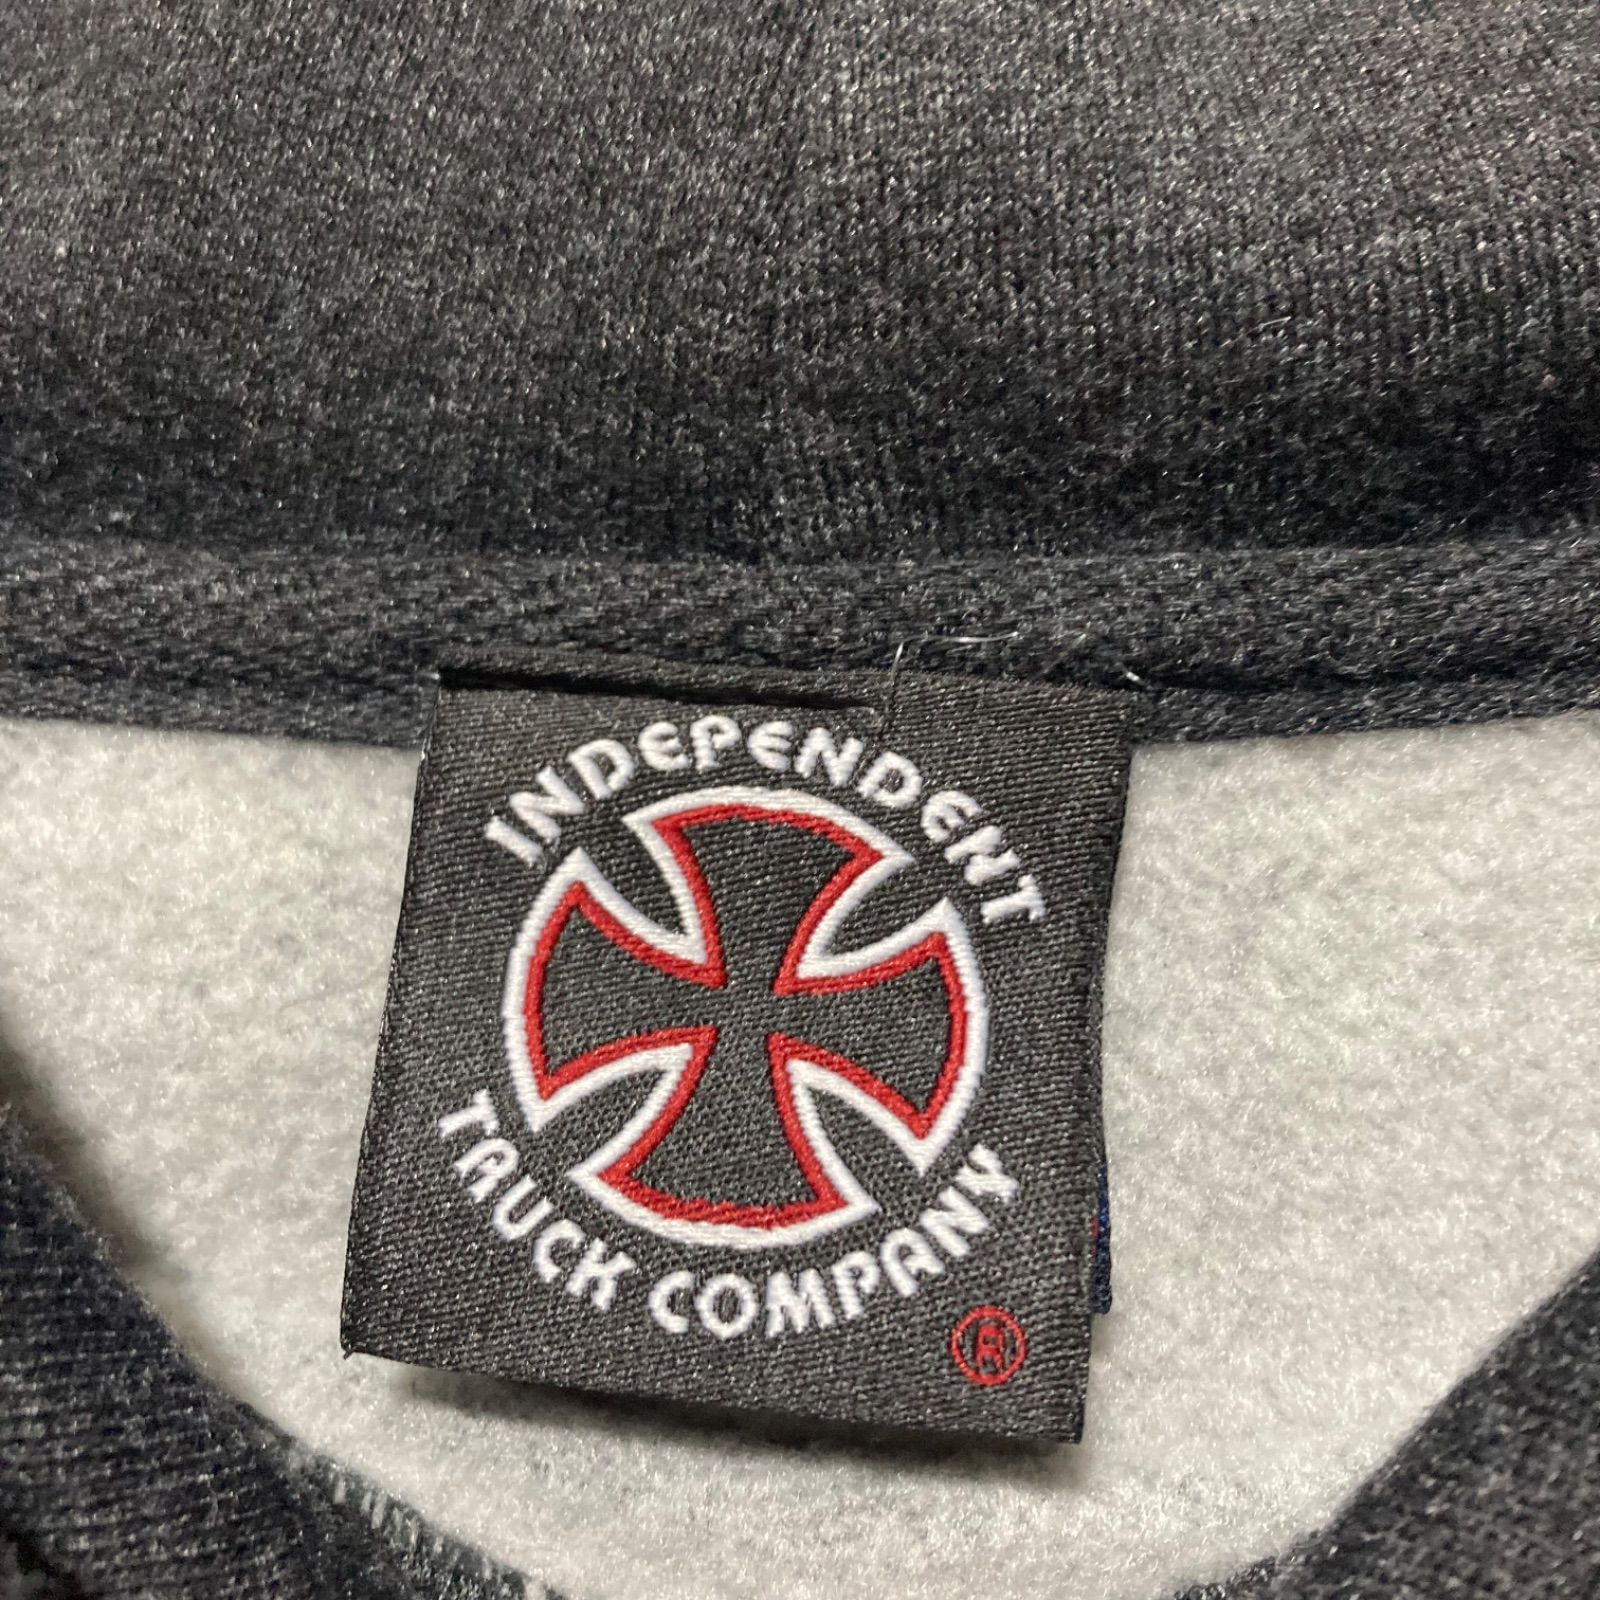 INDEPENDENT
TRUCK COMPANY
®